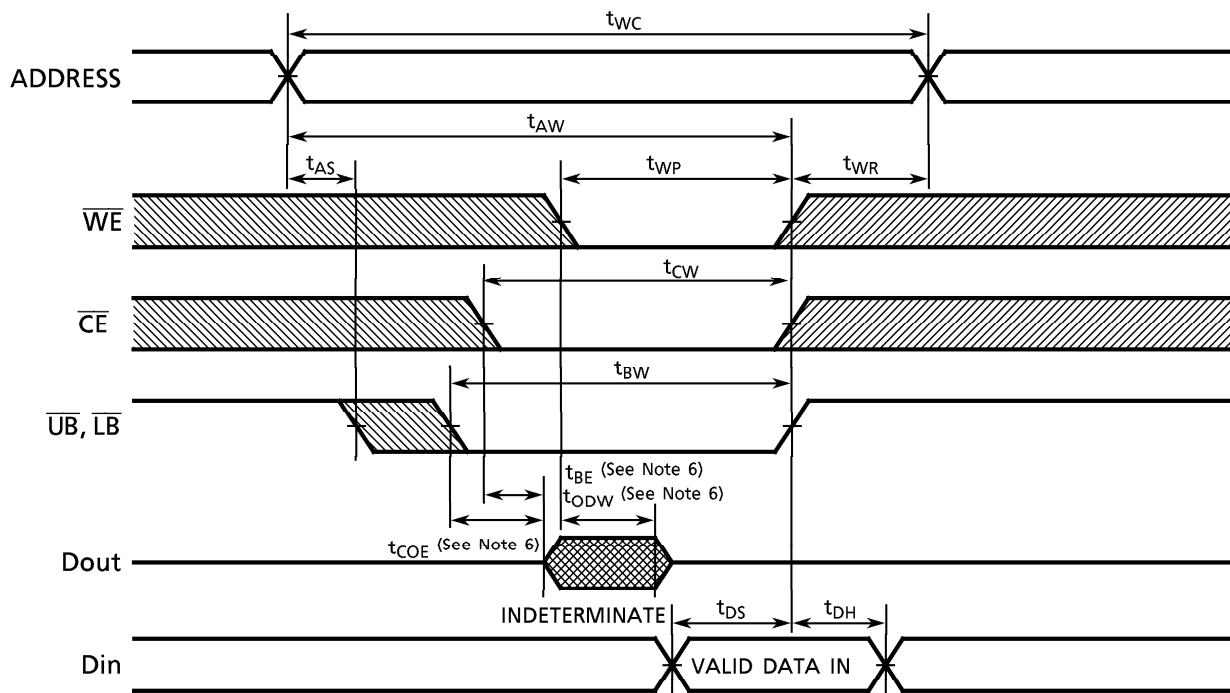 tWC
ADDRESS
tAW
tAS
tWP
tWR
WE
tCW
CE
tBW
UB, LB
tBE (See Note 6)
tODW (See Note 6)
tCOE (See Note 6)
Dout
INDETERMINATE
tDS
tDH
Din
VALID DATA IN